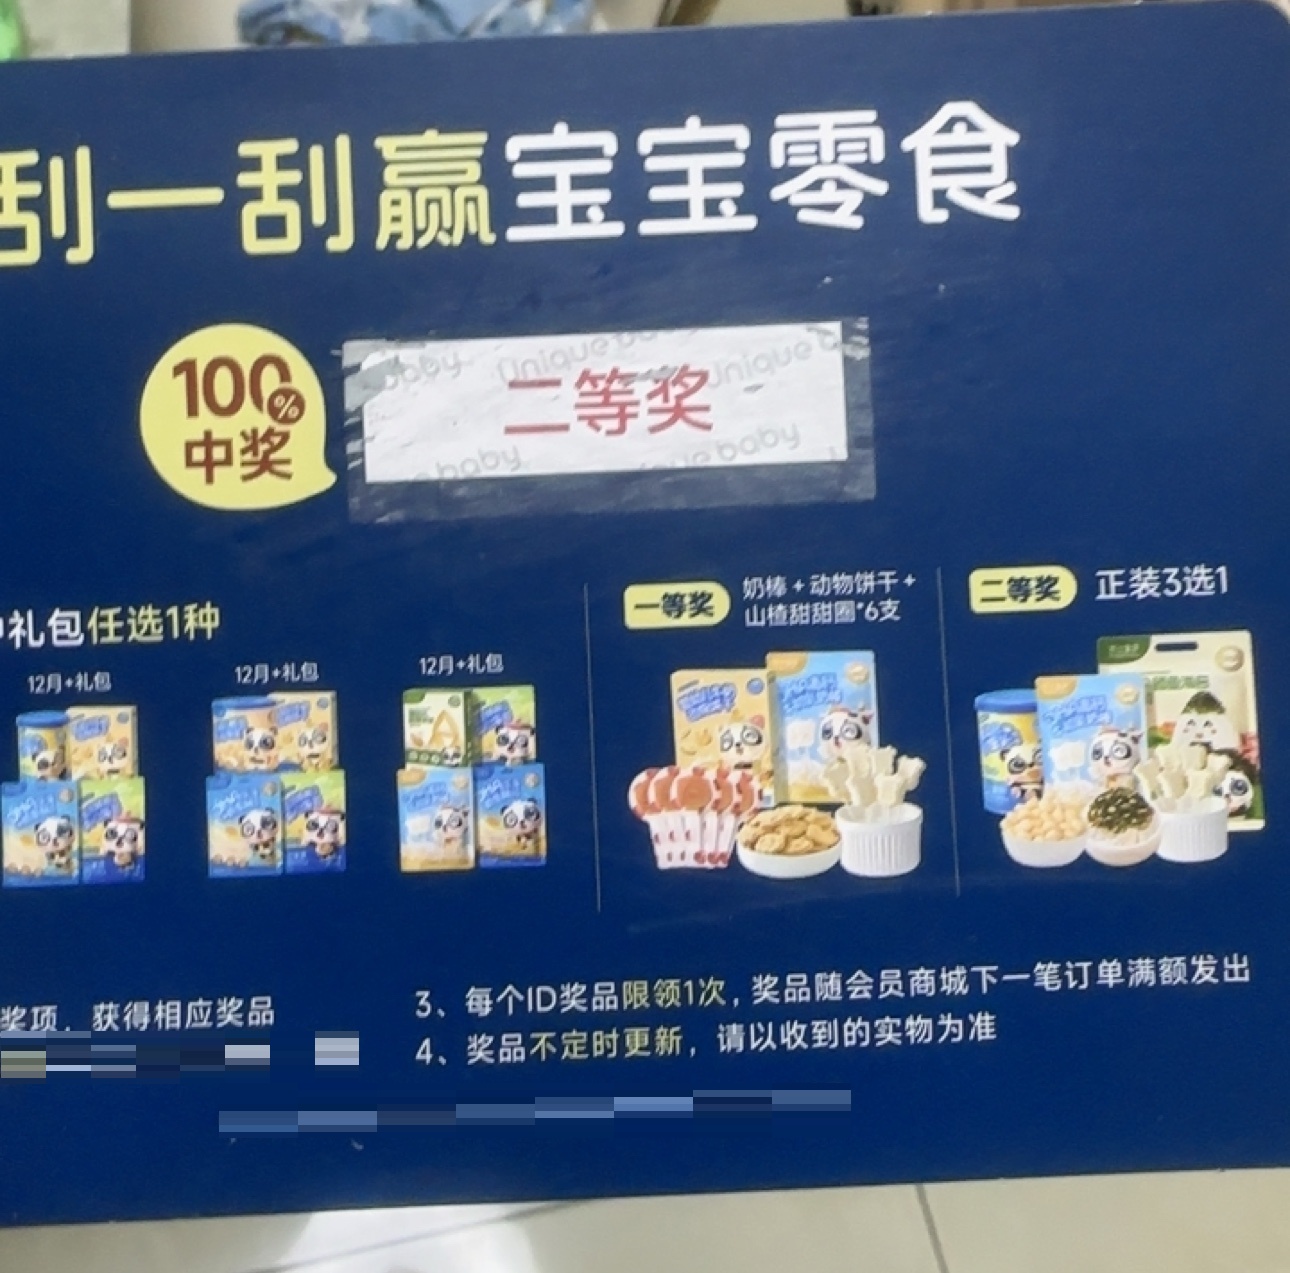 刮一刮赢宝宝零食
100%
中奖
unique baby
二等奖
礼包任选1种
12月+礼包
12月+礼包
12月+礼包
一等奖
奶棒+动物饼干+
山楂甜甜圈*6支
二等奖
正装3选1
奖项，获得相应奖品
3、每个ID奖品限领1次，奖品随会员商城下一笔订单满额发出
4、奖品不定时更新，请以收到的实物为准